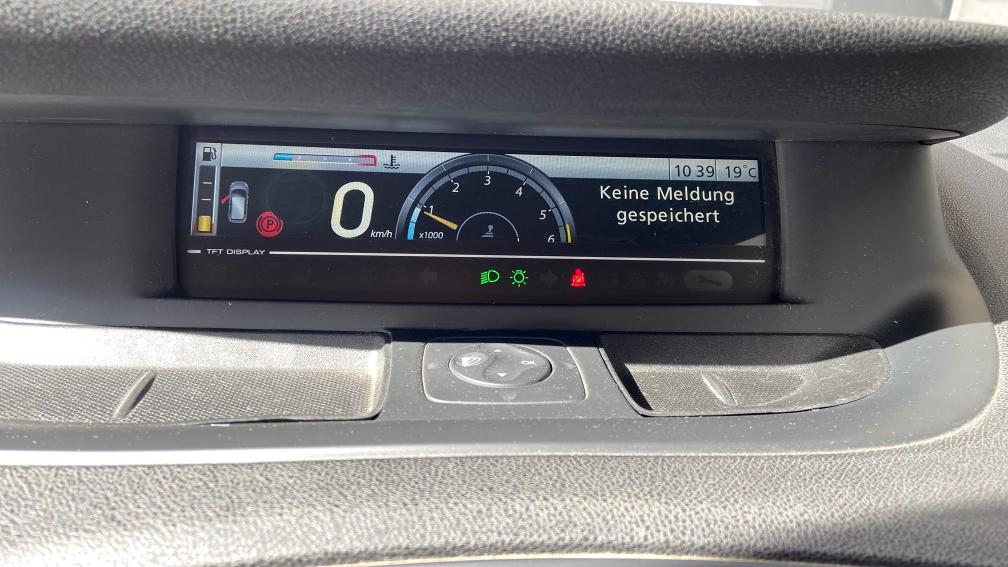 10 39 19°C
Keine Meldung
gespeichert
0 km/h
1 2 3 4 5 6
x1000
P
TFT DISPLAY
OK